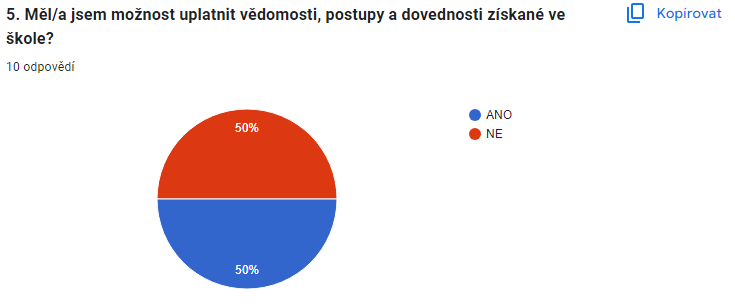 5. Měl/a jsem možnost uplatnit vědomosti, postupy a dovednosti získané ve
škole?
Kopírovat
10 odpovědí
50%
50%
ANO
NE